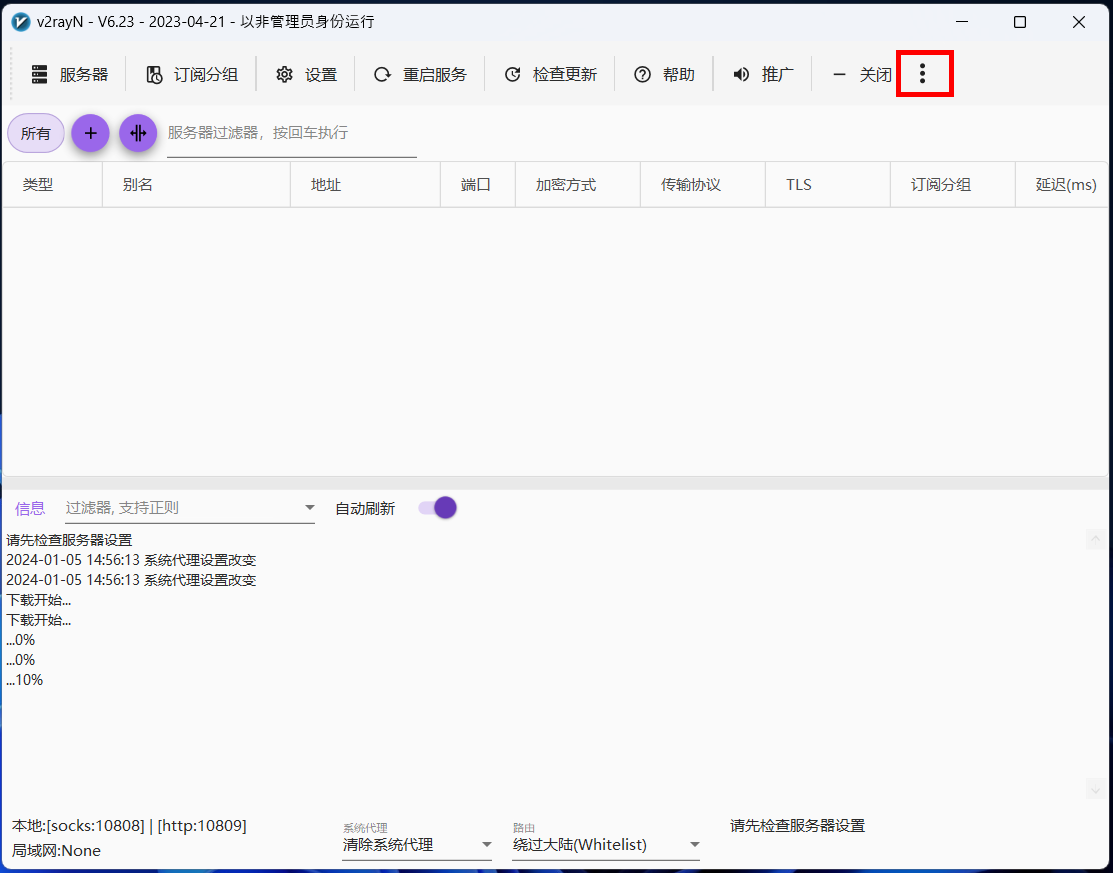 v2rayN - V6.23 - 2023-04-21 - 以非管理员身份运行
服务器 订阅分组 设置 重启服务 检查更新 帮助 推广 关闭
所有 服务器过滤器，按回车执行
类型 别名 地址 端口 加密方式 传输协议 TLS 订阅分组 延迟(ms)
信息 过滤器, 支持正则 自动刷新
请先检查服务器设置
2024-01-05 14:56:13 系统代理设置改变
2024-01-05 14:56:13 系统代理设置改变
下载开始...
下载开始...
...0%
...0%
...10%
本地:[socks:10808] | [http:10809]
局域网:None
系统代理
清除系统代理
路由
绕过大陆(Whitelist)
请先检查服务器设置